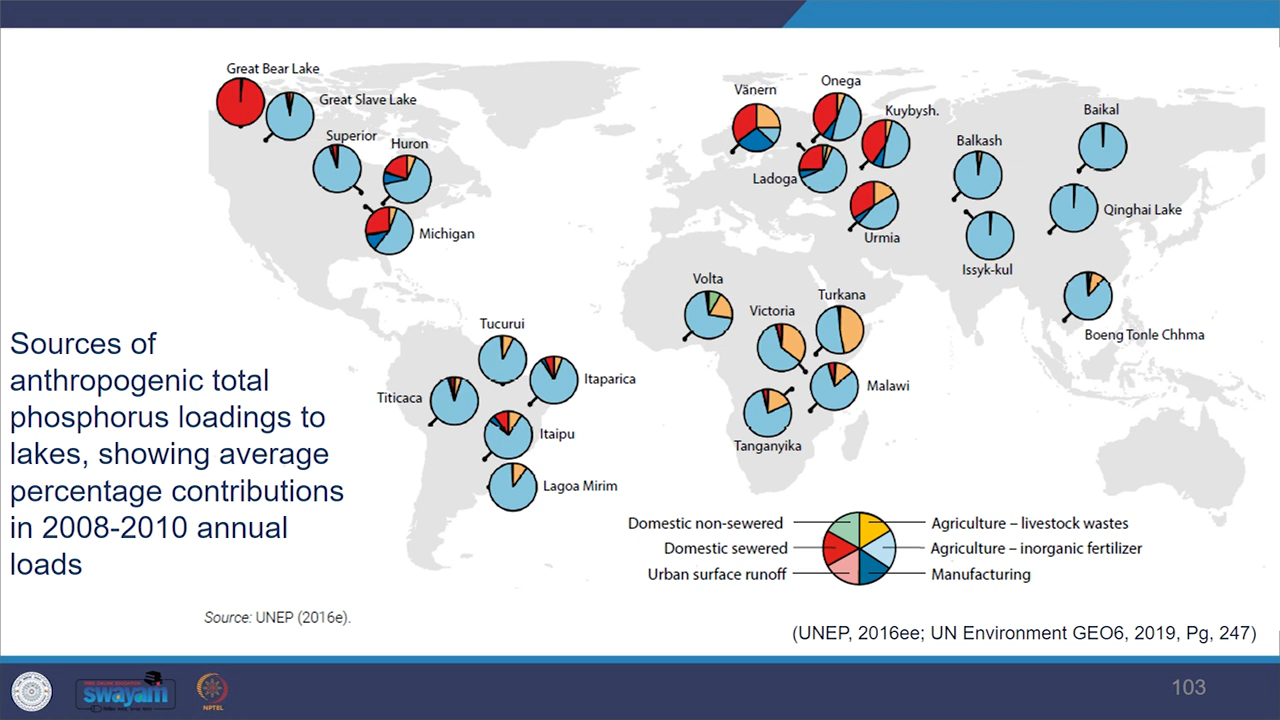 Great Bear Lake
Great Slave Lake
Superior
Huron
Michigan
Vänern
Onega
Kuybysh.
Ladoga
Urmia
Balkash
Baikal
Qinghai Lake
Issyk-kul
Boeng Tonle Chhma
Volta
Victoria
Turkana
Malawi
Tanganyika
Tucurui
Itaparica
Titicaca
Itaipu
Lagoa Mirim
Sources of
anthropogenic total
phosphorus loadings to
lakes, showing average
percentage contributions
in 2008-2010 annual
loads
Domestic non-sewered
Domestic sewered
Urban surface runoff
Agriculture – livestock wastes
Agriculture – inorganic fertilizer
Manufacturing
Source: UNEP (2016e).
(UNEP, 2016ee; UN Environment GEO6, 2019, Pg, 247)
swayam
NPTEL
103